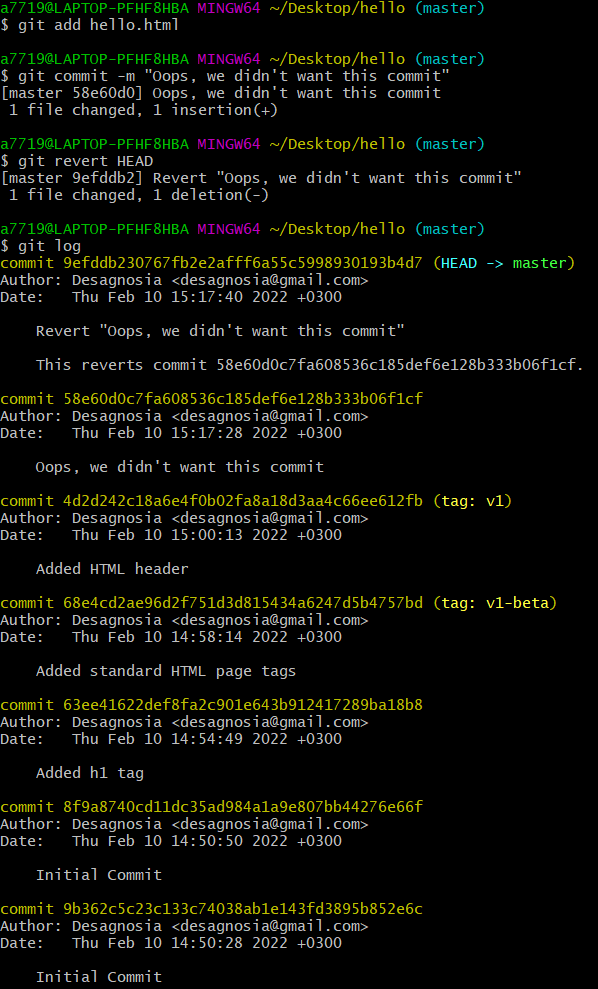 a7719@LAPTOP-PFHF8HBA MINGW64 ~/Desktop/hello (master)
$ git add hello.html
a7719@LAPTOP-PFHF8HBA MINGW64 ~/Desktop/hello (master)
$ git commit -m "Oops, we didn't want this commit"
[master 58e60d0] Oops, we didn't want this commit
 1 file changed, 1 insertion(+)
a7719@LAPTOP-PFHF8HBA MINGW64 ~/Desktop/hello (master)
$ git revert HEAD
[master 9efddb2] Revert "Oops, we didn't want this commit"
 1 file changed, 1 deletion(-)
a7719@LAPTOP-PFHF8HBA MINGW64 ~/Desktop/hello (master)
$ git log
commit 9efddb230767fb2e2afff6a55c5998930193b4d7 (HEAD -> master)
Author: Desagnosia <desagnosia@gmail.com>
Date:   Thu Feb 10 15:17:40 2022 +0300
    Revert "Oops, we didn't want this commit"
    This reverts commit 58e60d0c7fa608536c185def6e128b333b06f1cf.
commit 58e60d0c7fa608536c185def6e128b333b06f1cf
Author: Desagnosia <desagnosia@gmail.com>
Date:   Thu Feb 10 15:17:28 2022 +0300
    Oops, we didn't want this commit
commit 4d2d242c18a6e4f0b02fa8a18d3aa4c66ee612fb (tag: v1)
Author: Desagnosia <desagnosia@gmail.com>
Date:   Thu Feb 10 15:00:13 2022 +0300
    Added HTML header
commit 68e4cd2ae96d2f751d3d815434a6247d5b4757bd (tag: v1-beta)
Author: Desagnosia <desagnosia@gmail.com>
Date:   Thu Feb 10 14:58:14 2022 +0300
    Added standard HTML page tags
commit 63ee41622def8fa2c901e643b912417289ba18b8
Author: Desagnosia <desagnosia@gmail.com>
Date:   Thu Feb 10 14:54:49 2022 +0300
    Added h1 tag
commit 8f9a8740cd11dc35ad984a1a9e807bb44276e66f
Author: Desagnosia <desagnosia@gmail.com>
Date:   Thu Feb 10 14:50:50 2022 +0300
    Initial Commit
commit 9b362c5c23c133c74038ab1e143fd3895b852e6c
Author: Desagnosia <desagnosia@gmail.com>
Date:   Thu Feb 10 14:50:28 2022 +0300
    Initial Commit